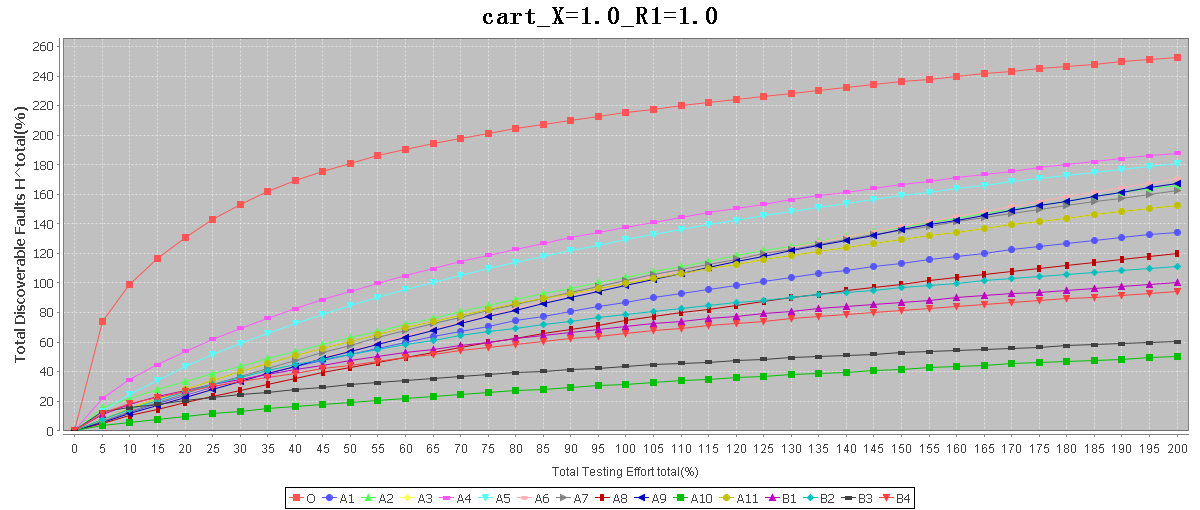 cart_X=1.0_R1=1.0
Total Discoverable Faults H^total(%)
260
240
220
200
180
160
140
120
100
80
60
40
20
0
0 5 10 15 20 25 30 35 40 45 50 55 60 65 70 75 80 85 90 95 100 105 110 115 120 125 130 135 140 145 150 155 160 165 170 175 180 185 190 195 200
Total Testing Effort total(%)
O A1 A2 A3 A4 A5 A6 A7 A8 A9 A10 A11 B1 B2 B3 B4